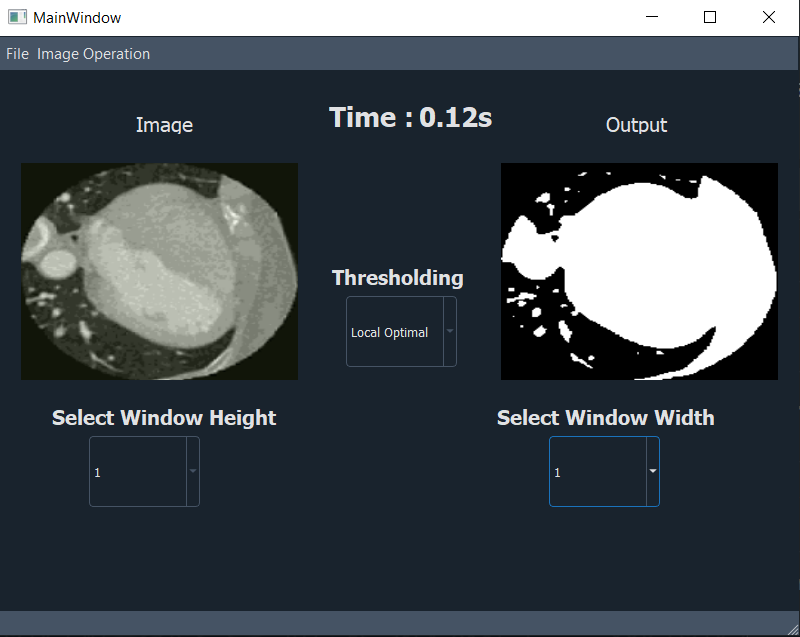 MainWindow
File Image Operation
Image
Time : 0.12s
Output
Thresholding
Local Optimal
Select Window Height
Select Window Width
1
1